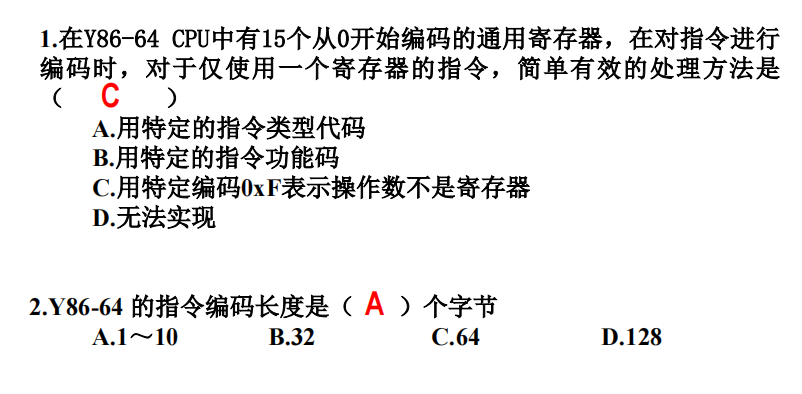 1.在Y86-64 CPU中有15个从0开始编码的通用寄存器，在对指令进行
编码时，对于仅使用一个寄存器的指令，简单有效的处理方法是
（ C ）
A.用特定的指令类型代码
B.用特定的指令功能码
C.用特定编码0xF表示操作数不是寄存器
D.无法实现
2.Y86-64 的指令编码长度是（ A ）个字节
A.1～10 B.32 C.64 D.128